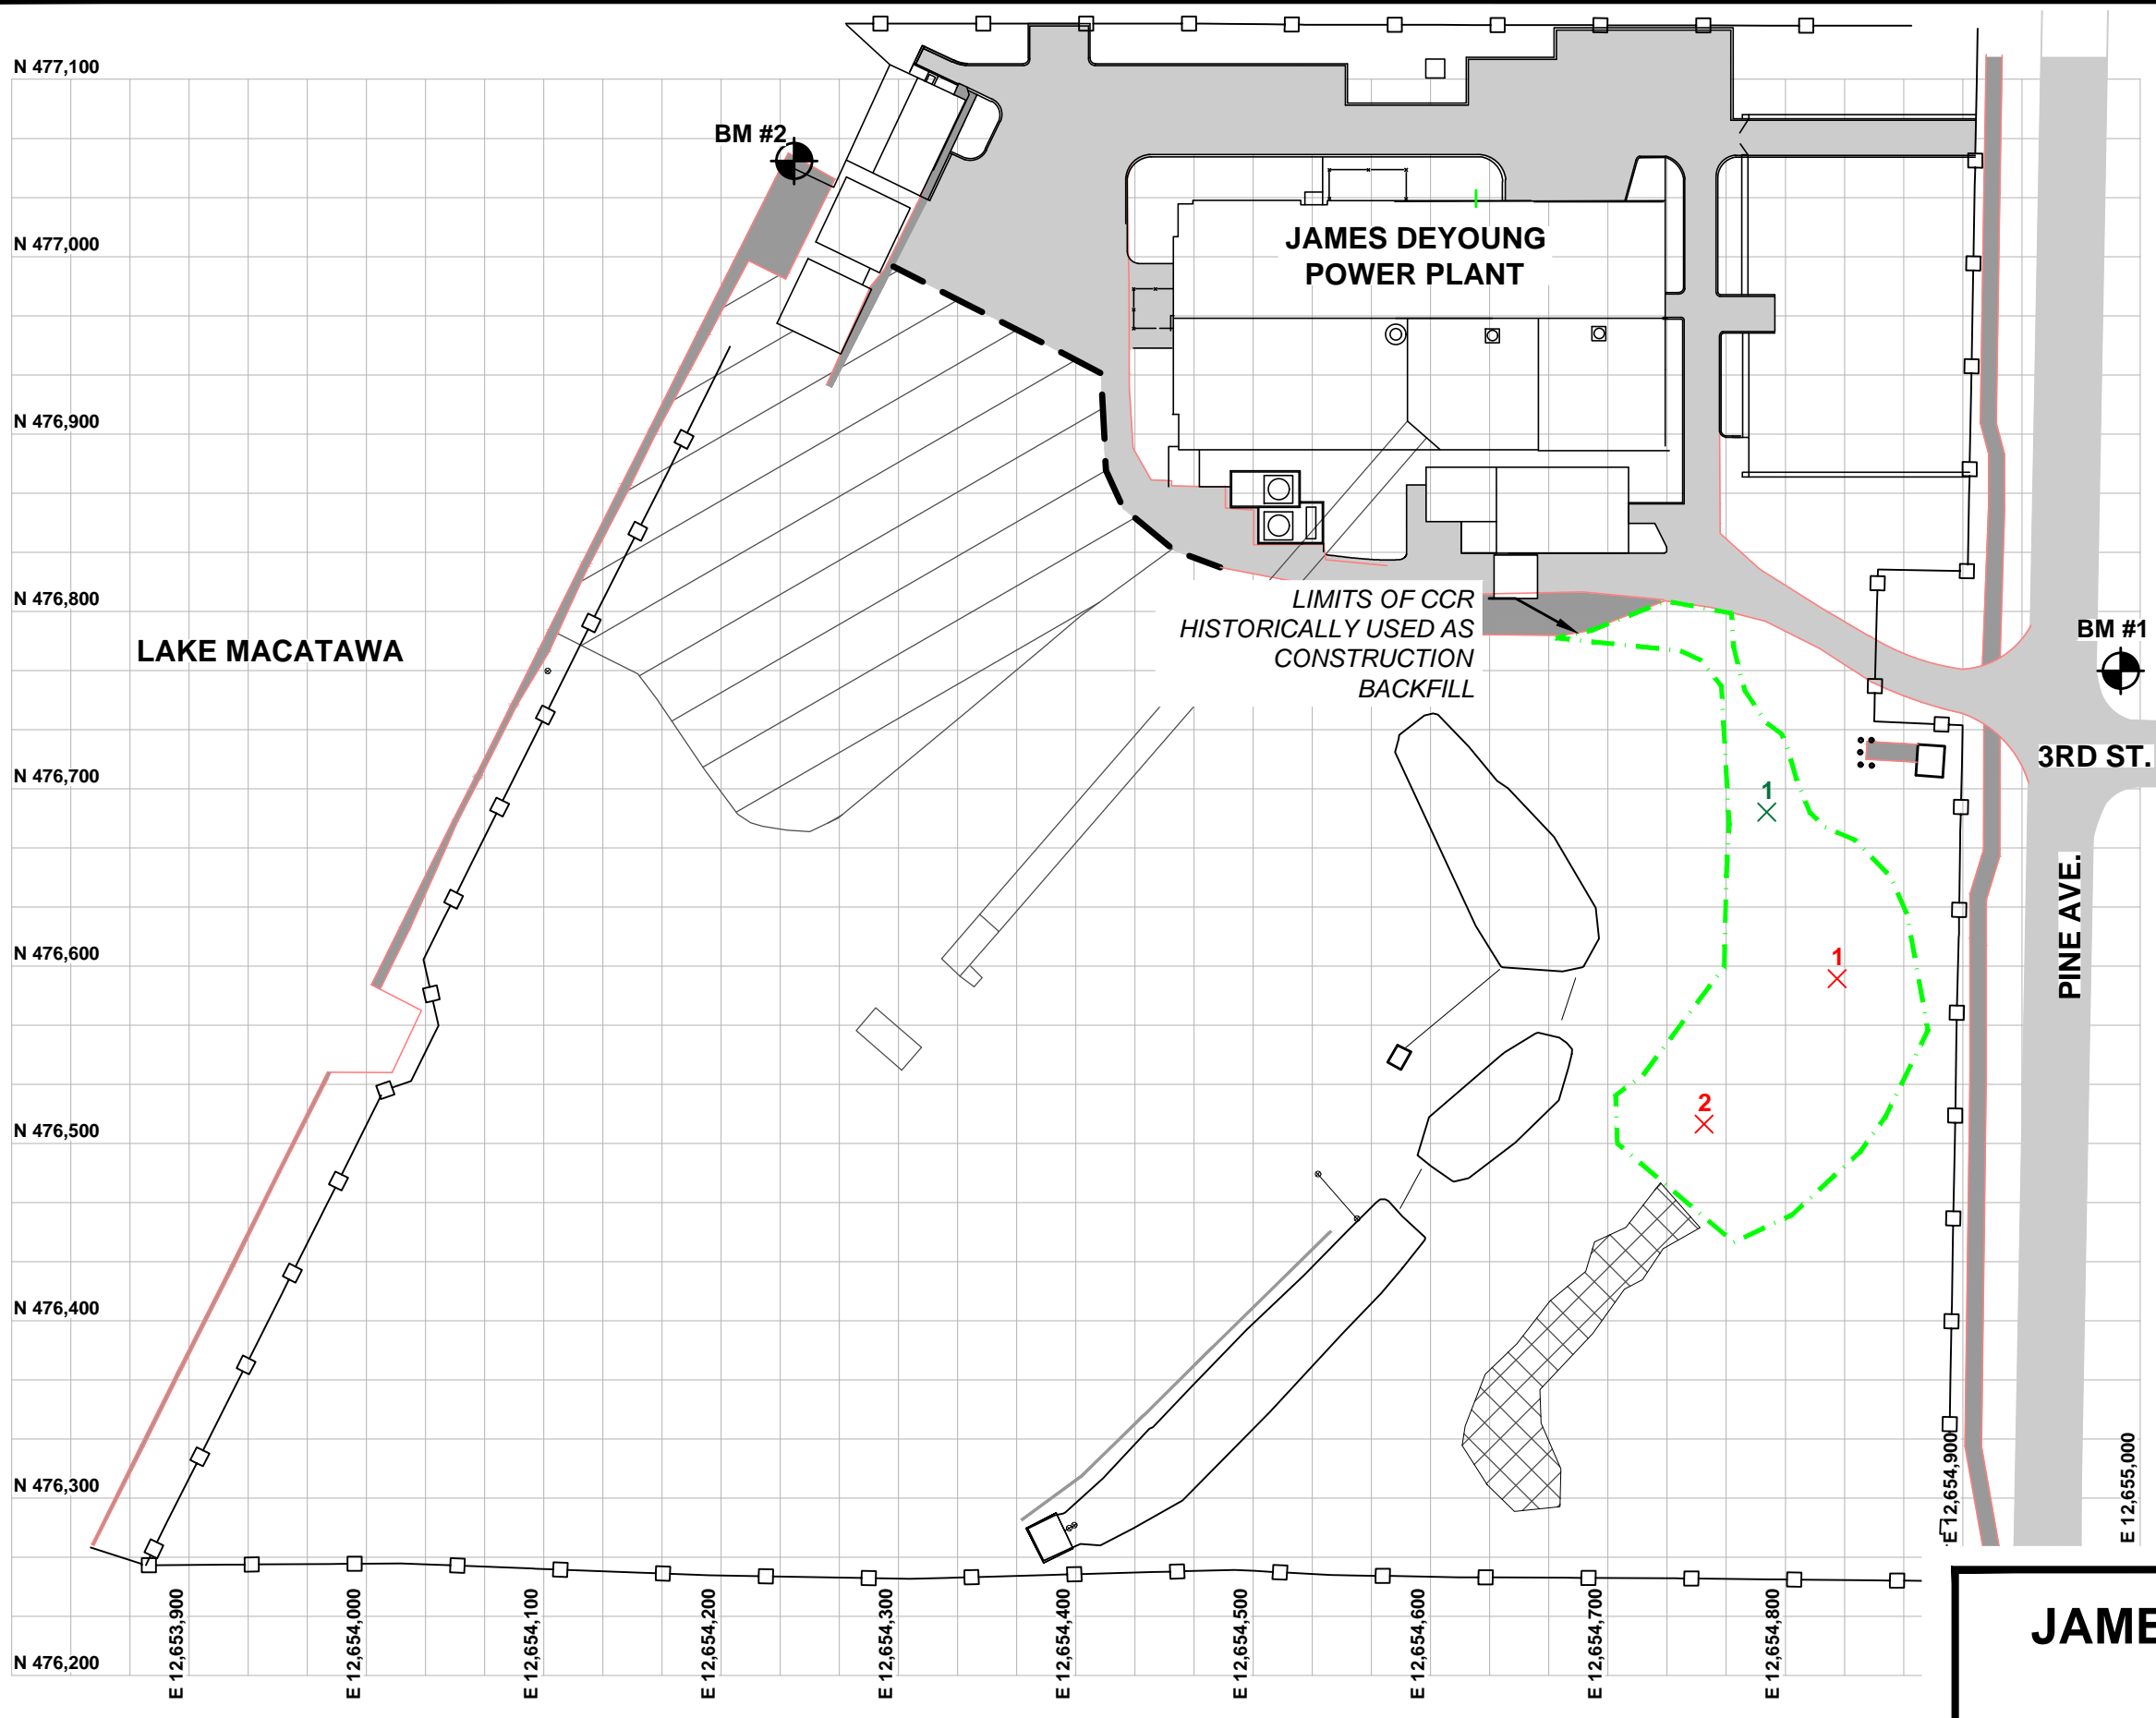 N 477,100
BM #2
JAMES DEYOUNG
POWER PLANT
N 477,000
N 476,900
N 476,800
LIMITS OF CCR
HISTORICALLY USED AS
CONSTRUCTION
BACKFILL
LAKE MACATAWA
BM #1
3RD ST.
N 476,700
1
PINE AVE.
N 476,600
1
N 476,500
2
N 476,400
N 476,300
N 476,200
E 12,653,900
E 12,654,000
E 12,654,100
E 12,654,200
E 12,654,300
E 12,654,400
E 12,654,500
E 12,654,600
E 12,654,700
E 12,654,800
E 12,654,900
E 12,655,000
JAME